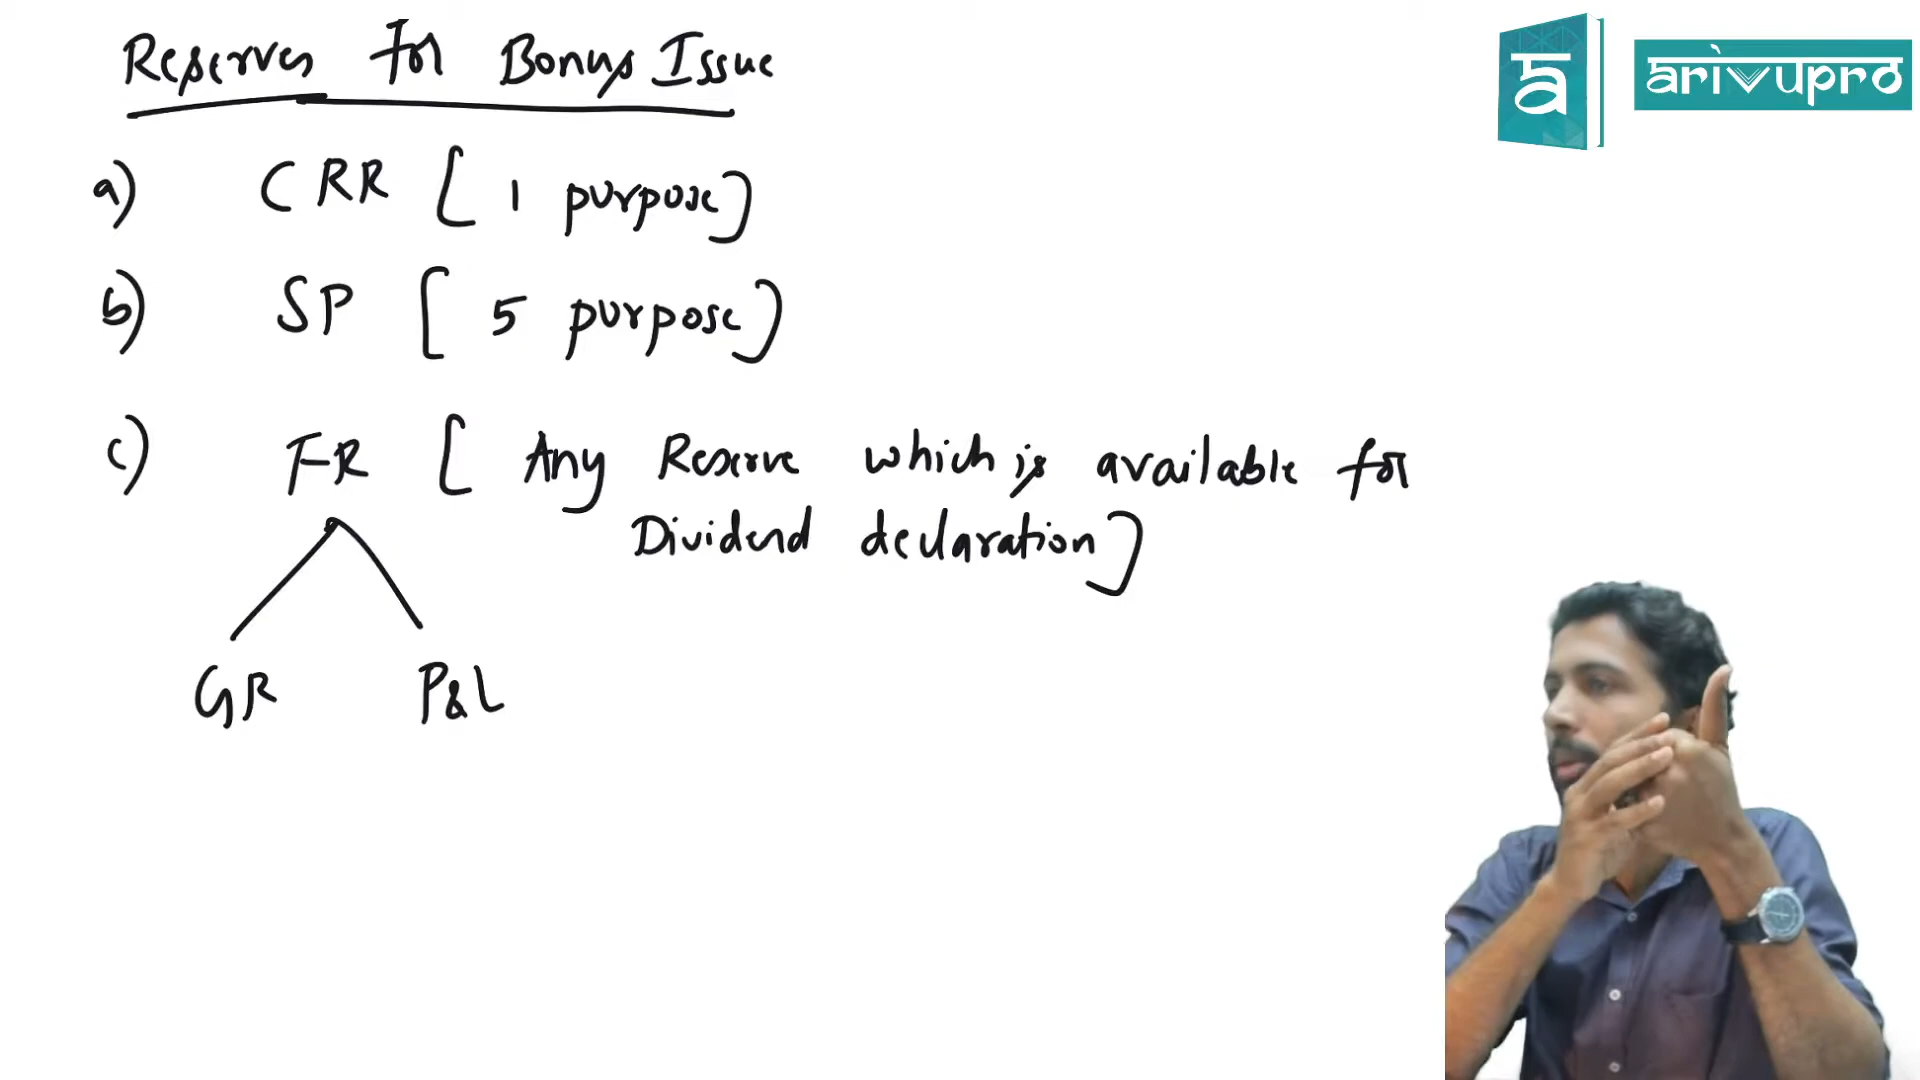 Reserves for Bonus Issue
a) CRR [ 1 purpose]
b) SP [ 5 purpose]
c) FR [ Any Reserve which is available for
Dividend declaration]
GR P&L
a arivupro